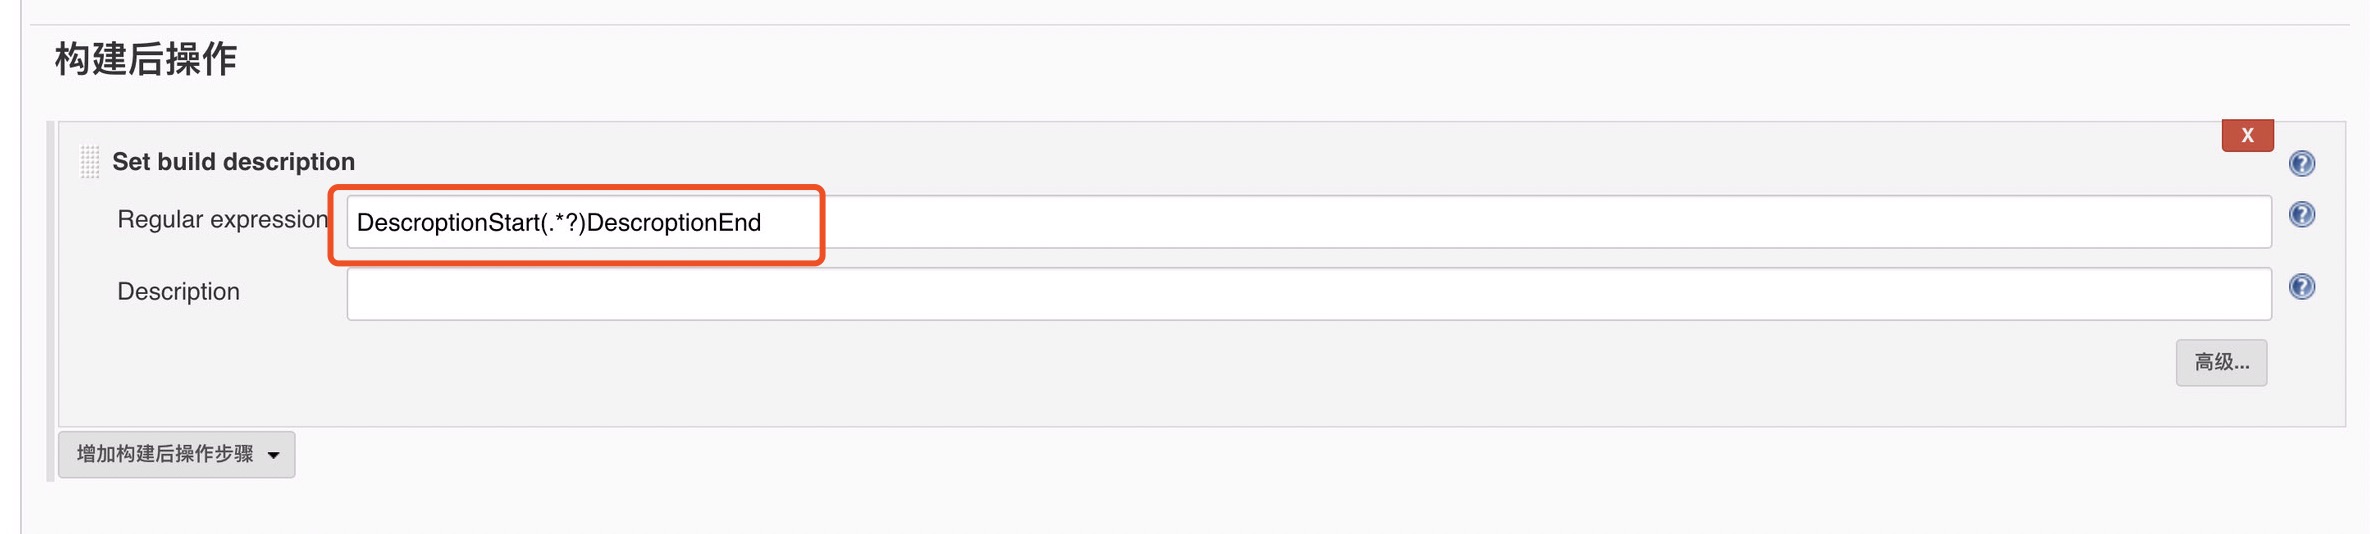 构建后操作
X
Set build description
Regular expression DescroptionStart(.*?)DescroptionEnd
Description
高级...
增加构建后操作步骤